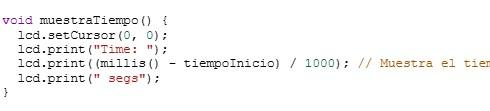 void muestraTiempo() {
  lcd.setCursor(0, 0);
  lcd.print("Time: ");
  lcd.print((millis() - tiempoInicio) / 1000); // Muestra el tien
  lcd.print(" segs");
}